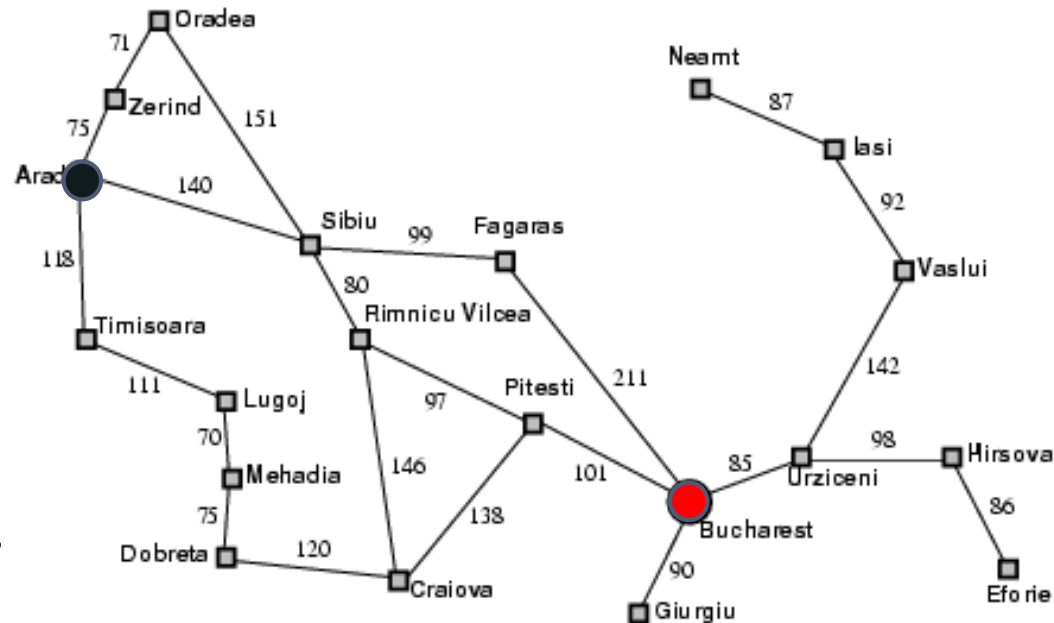 Oradea
71
Neamt
Zerind
87
75
151
Iasi
Arad
140
92
Sibiu
Fagaras
99
118
Vaslui
80
Rimnicu Vilcea
Timisoara
142
111
Pitesti
211
Lugoj
97
70
98
Hirsova
146
85
Mehadia
101
Urziceni
86
75
138
Bucharest
120
Dobreta
90
Craiova
Eforie
Giurgiu